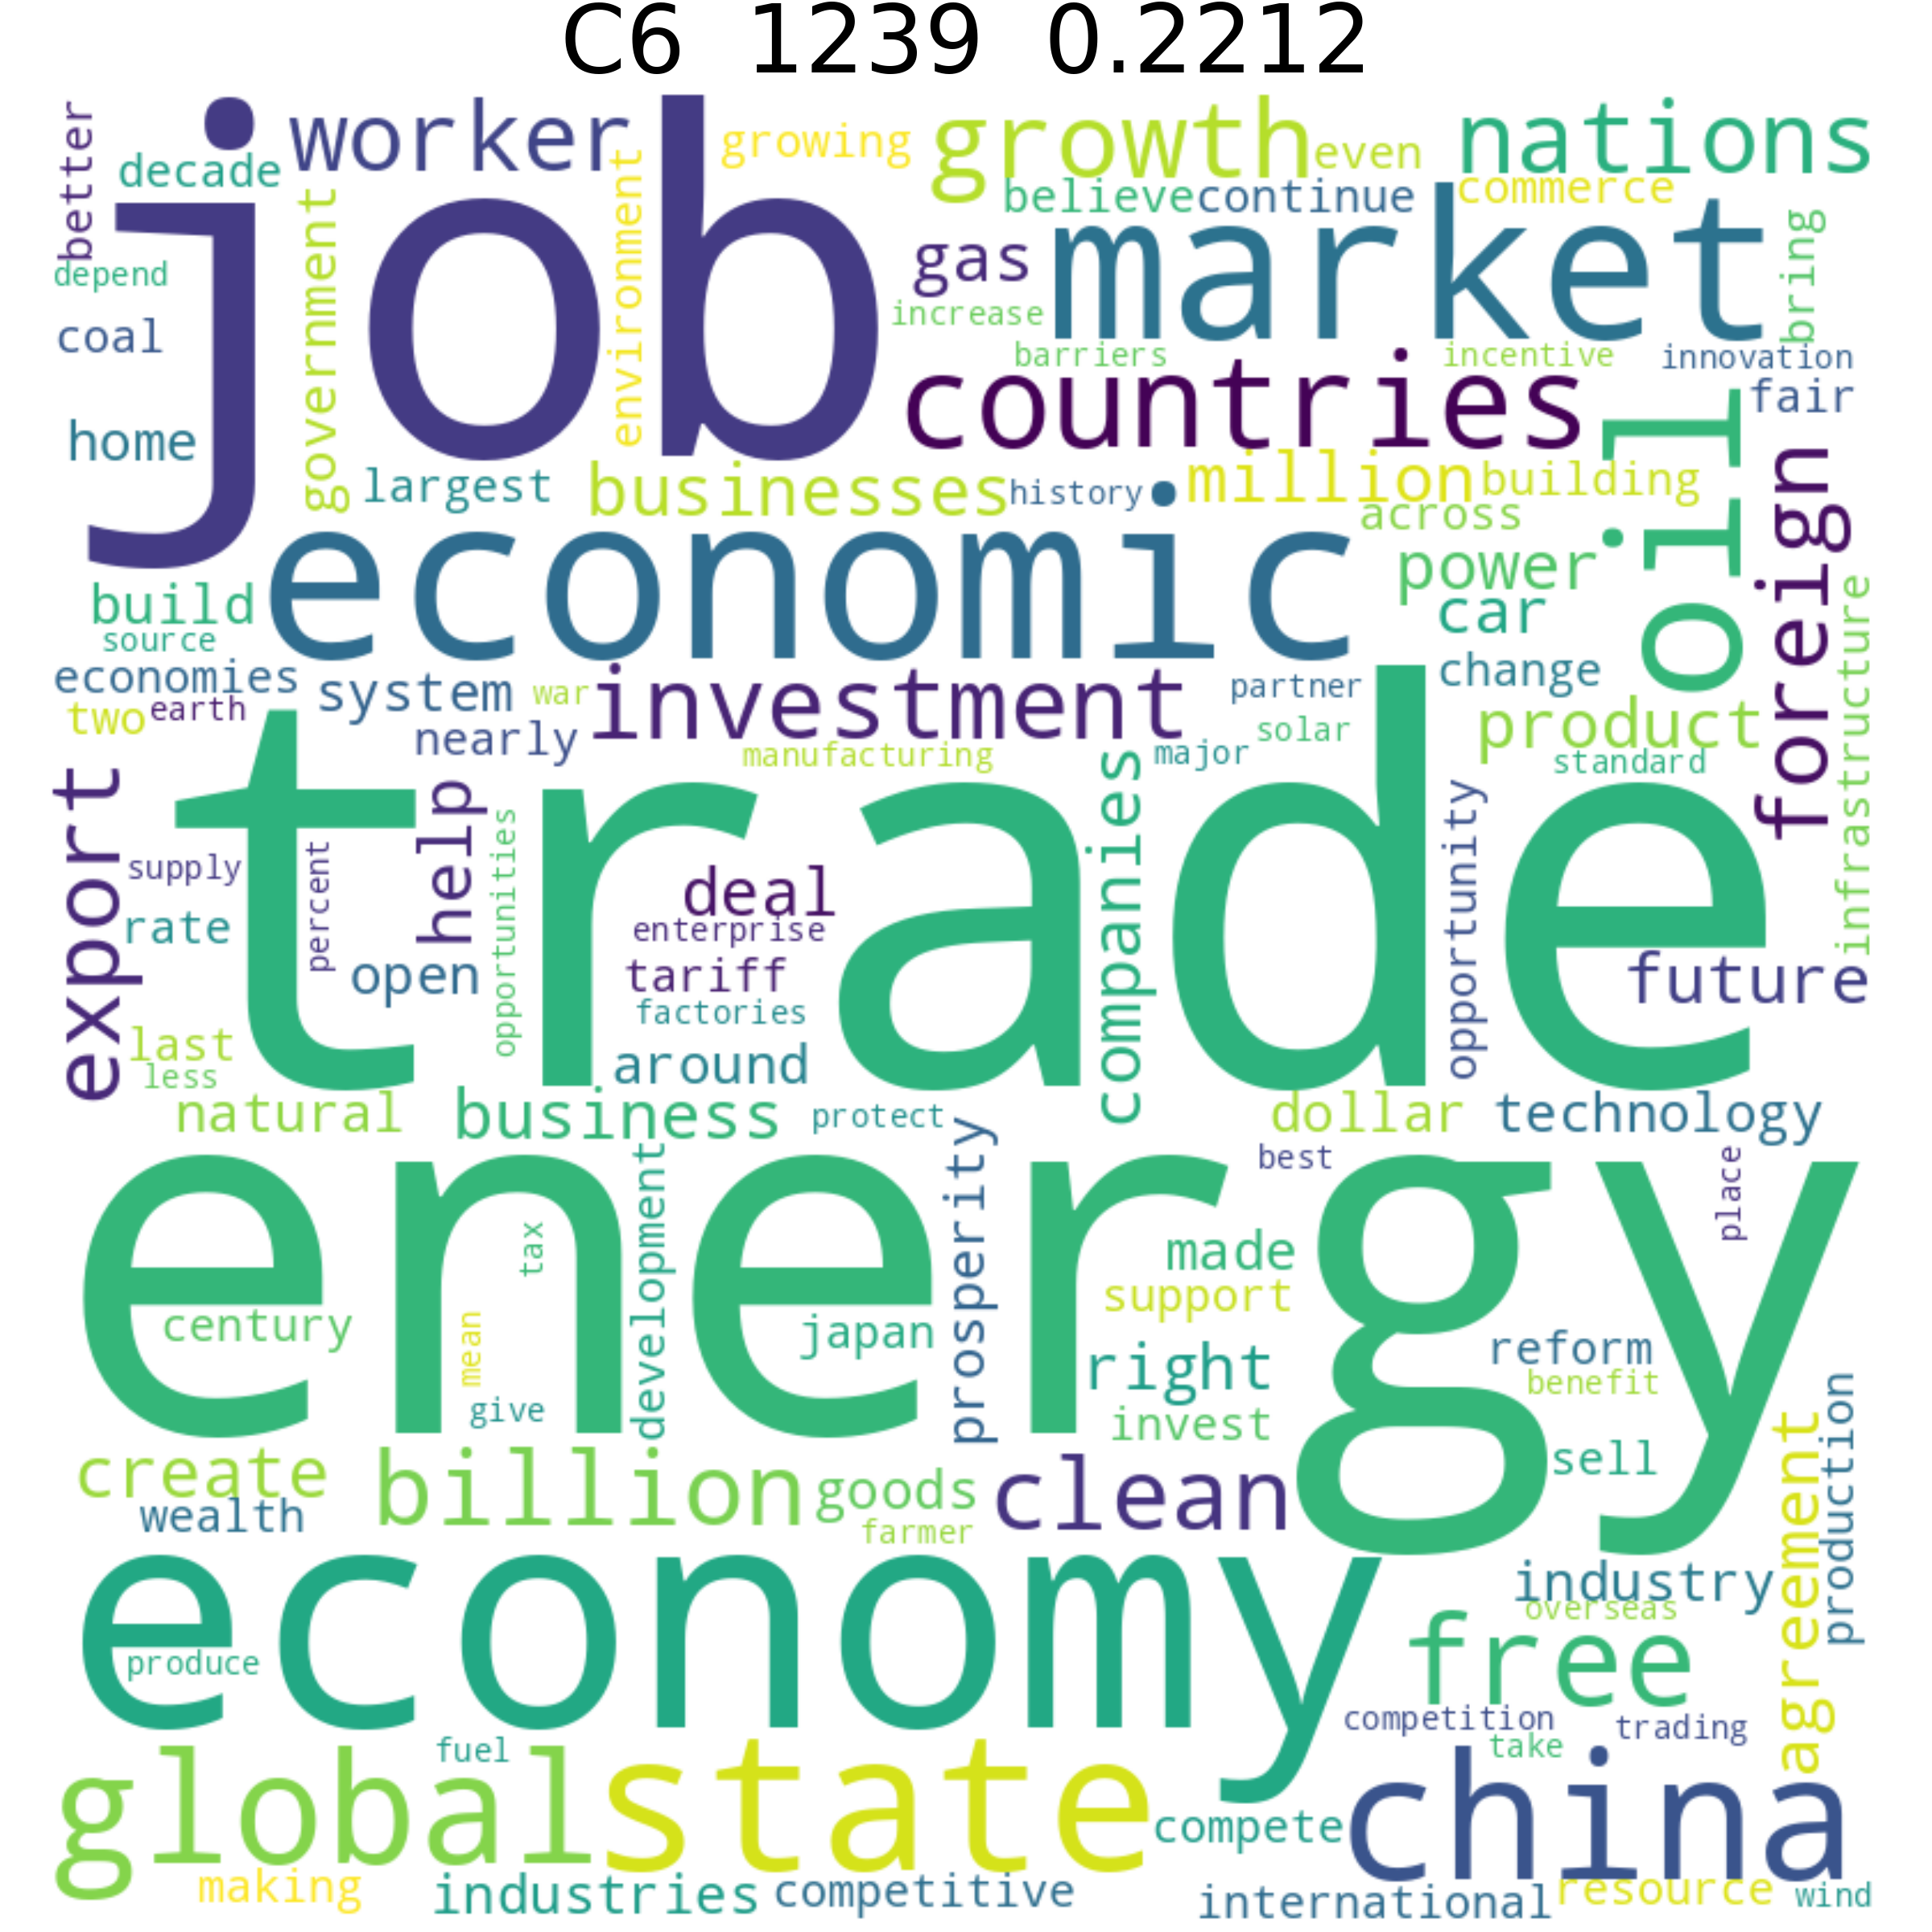 C6 1239 0.2212
better
decade
worker
growing
growth
even
nations
job
government
environment
believe
continue
commerce
depend
gas
market
bring
coal
increase
barriers
incentive
innovation
countries
fair
home
oil
foreign
largest
businesses
history
million
building
across
economic
power
build
car
source
infrastructure
economies
system
war
investment
partner
change
two
earth
nearly
solar
product
manufacturing
major
standard
trade
export
help
companies
opportunity
supply
percent
opportunities
deal
rate
enterprise
open
tariff
future
factories
last
around
less
natural
business
protect
dollar
technology
energy
prosperity
best
place
development
tax
made
century
support
mean
japan
right
reform
give
invest
benefit
production
create
billion
goods
clean
sell
agreement
wealth
farmer
economy
industry
overseas
free
produce
competition
trading
fuel
take
global
state
china
compete
making
industries
competitive
international
resource
wind